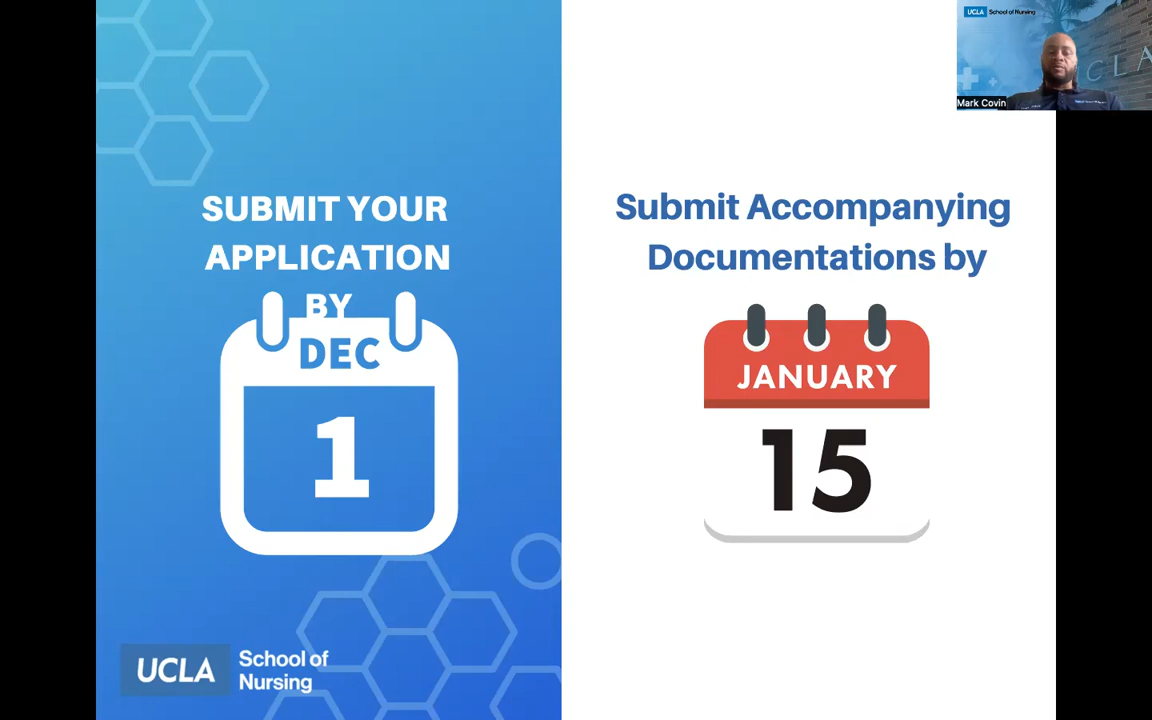 SUBMIT YOUR
APPLICATION
BY
DEC
1
UCLA
School of
Nursing
Submit Accompanying
Documentations by
JANUARY
15
UCLA School of Nursing
UCLA
Mark Covin